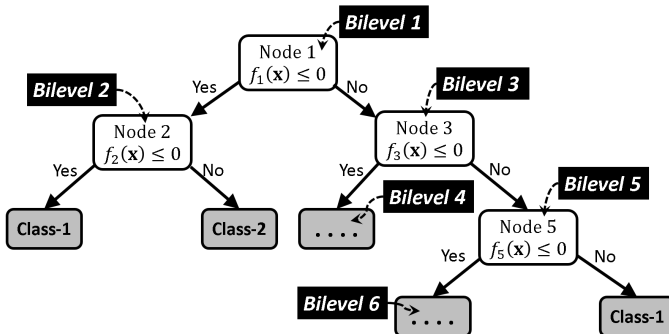 Bilevel 1
Node 1
f₁(x) ≤ 0
Yes
No
Bilevel 2
Bilevel 3
Node 2
f₂(x) ≤ 0
Node 3
f₃(x) ≤ 0
Yes
No
Yes
No
Bilevel 4
Bilevel 5
Class-1
Class-2
. . . .
Node 5
f₅(x) ≤ 0
Yes
No
Bilevel 6
. . . .
Class-1